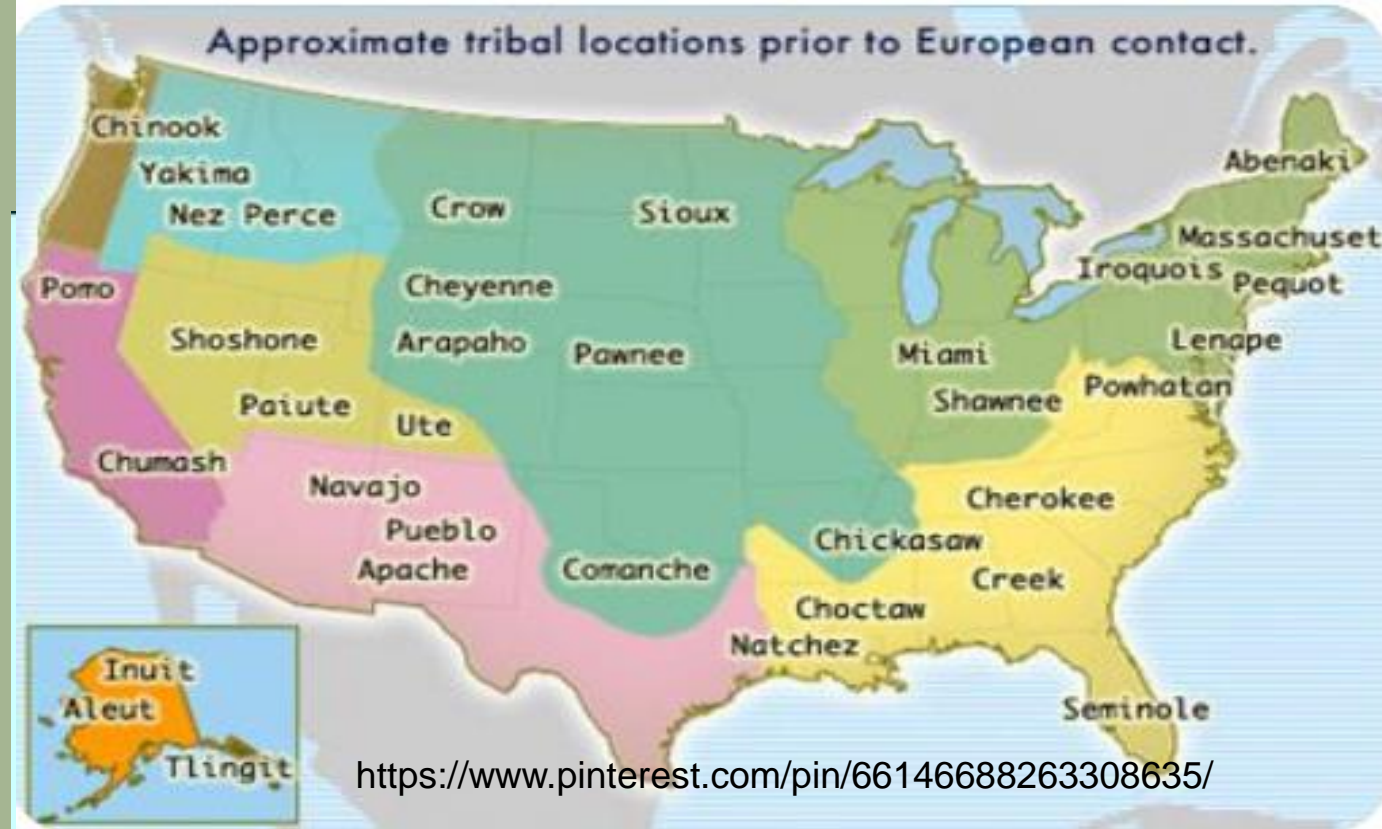 Approximate tribal locations prior to European contact.
Chinook
Abenaki
Yakima
Nez Perce
Crow
Sioux
Massachuset
Iroquois
Pequot
Pomo
Cheyenne
Shoshone
Arapaho
Pawnee
Miami
Lenape
Shawnee
Powhatan
Paiute
Ute
Chumash
Navajo
Cherokee
Pueblo
Chickasaw
Apache
Comanche
Creek
Choctaw
Natchez
Inuit
Aleut
Seminole
Tlingit
https://www.pinterest.com/pin/66146688263308635/